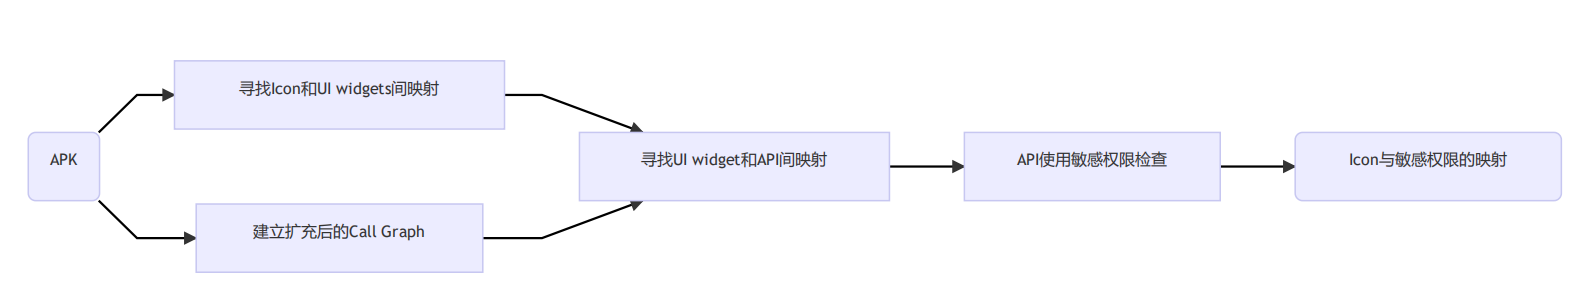 APK
寻找Icon和UI widgets间映射
建立扩充后的Call Graph
寻找UI widget和API间映射
API使用敏感权限检查
Icon与敏感权限的映射